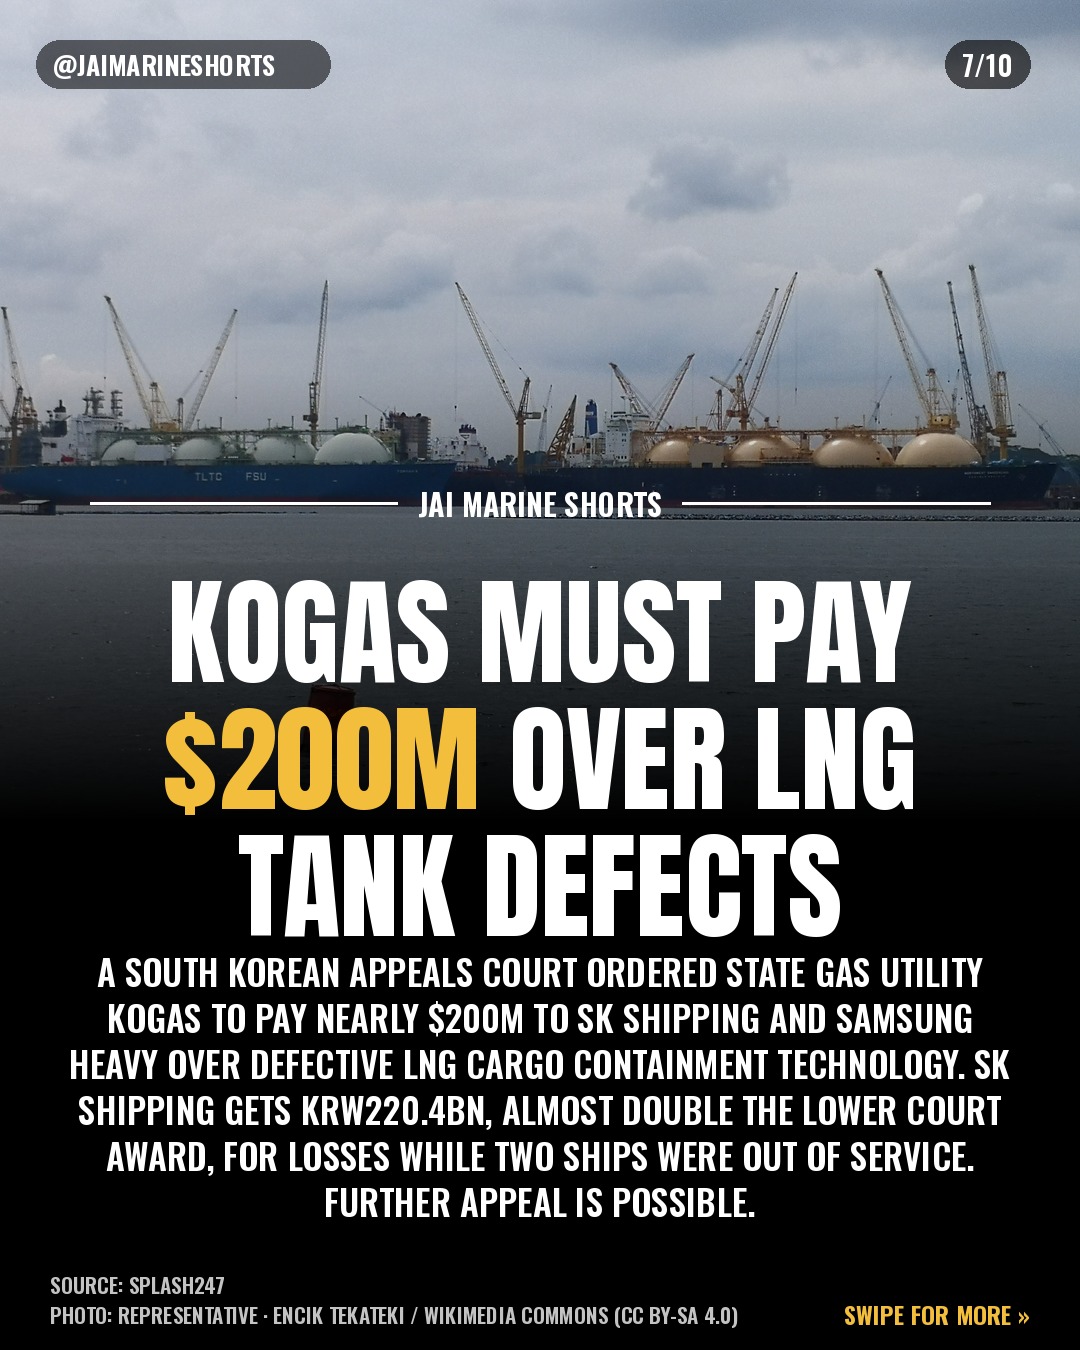 @JAIMARINESHORTS
7/10
TLTC FSU
JAI MARINE SHORTS
KOGAS MUST PAY
$200M OVER LNG
TANK DEFECTS
A SOUTH KOREAN APPEALS COURT ORDERED STATE GAS UTILITY
KOGAS TO PAY NEARLY $200M TO SK SHIPPING AND SAMSUNG
HEAVY OVER DEFECTIVE LNG CARGO CONTAINMENT TECHNOLOGY. SK
SHIPPING GETS KRW220.4BN, ALMOST DOUBLE THE LOWER COURT
AWARD, FOR LOSSES WHILE TWO SHIPS WERE OUT OF SERVICE.
FURTHER APPEAL IS POSSIBLE.
SOURCE: SPLASH247
PHOTO: REPRESENTATIVE · ENCIK TEKATEKI / WIKIMEDIA COMMONS (CC BY-SA 4.0)
SWIPE FOR MORE »